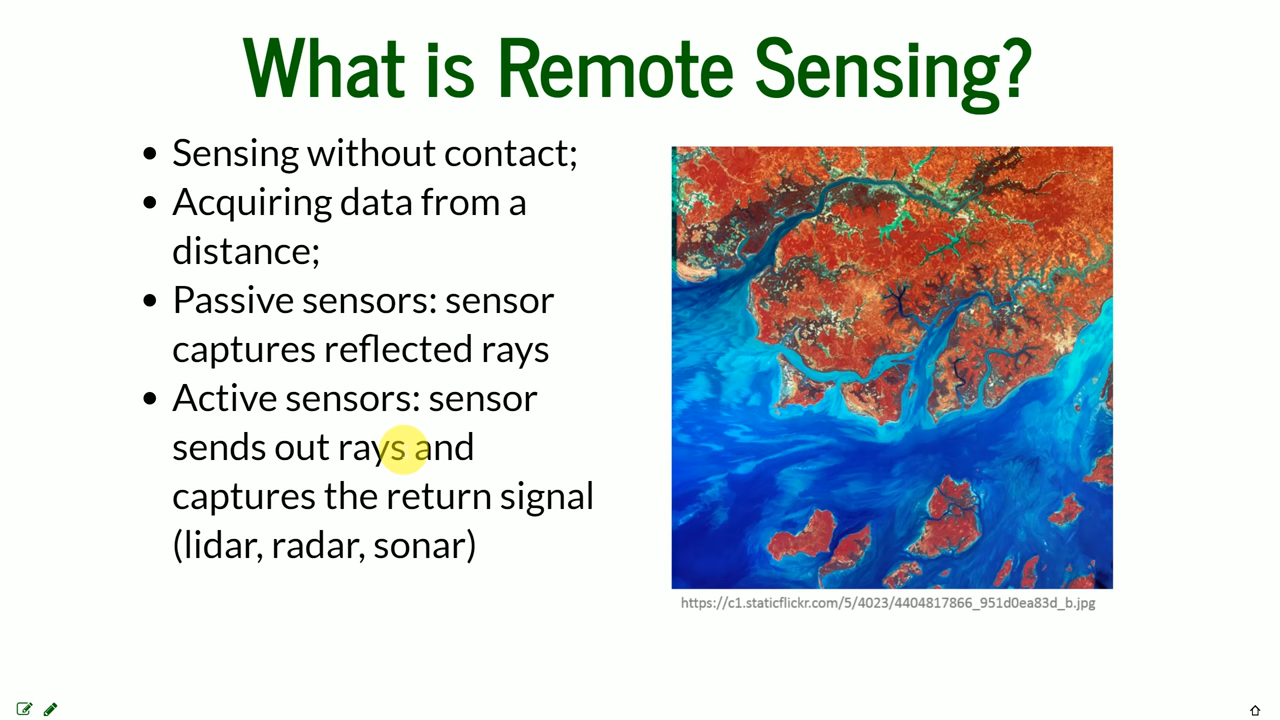 What is Remote Sensing?
• Sensing without contact;
• Acquiring data from a
distance;
• Passive sensors: sensor
captures reflected rays
• Active sensors: sensor
sends out rays and
captures the return signal
(lidar, radar, sonar)
https://c1.staticflickr.com/5/4023/4404817866_951d0ea83d_b.jpg